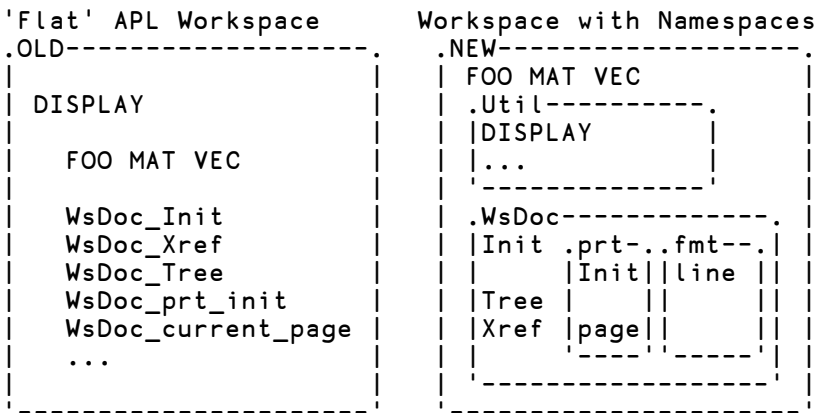 'Flat' APL Workspace       Workspace with Namespaces
.OLD-------------------.   .NEW-------------------.
|                      |   | FOO MAT VEC          |
| DISPLAY              |   | .Util----------.     |
|                      |   | |DISPLAY       |     |
|   FOO MAT VEC        |   | |...           |     |
|                      |   | '--------------'     |
|   WsDoc_Init         |   | .WsDoc-------------. |
|   WsDoc_Xref         |   | |Init .prt-..fmt--.| |
|   WsDoc_Tree         |   | |     |Init||line || |
|   WsDoc_prt_init     |   | |Tree |    ||     || |
|   WsDoc_current_page |   | |Xref |page||     || |
|   ...                |   | |     '----''-----'| |
|                      |   | '------------------' |
'----------------------'   '----------------------'